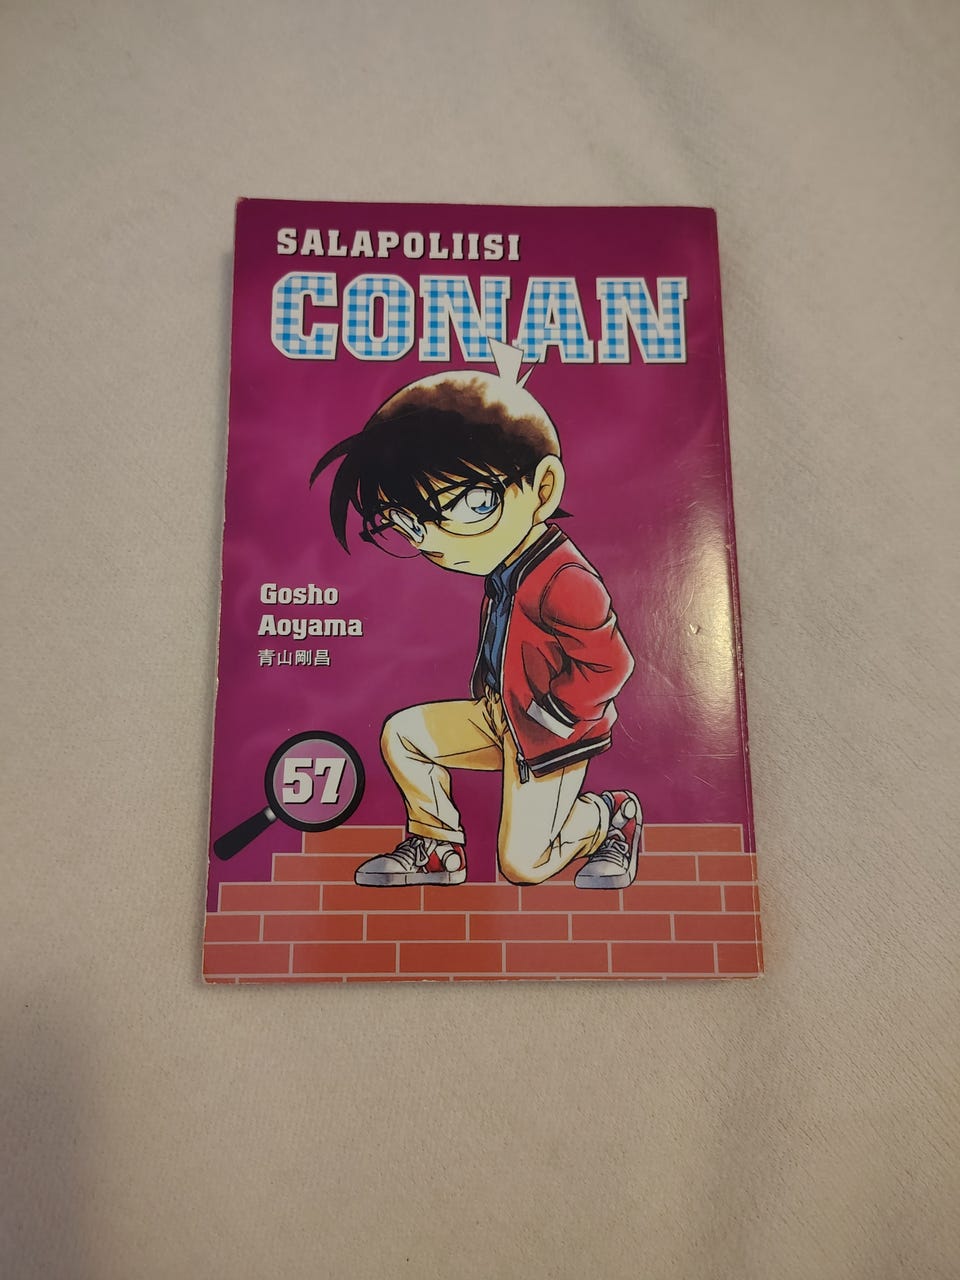 SALAPOLIISI
CONAN
Gosho
Aoyama
青山剛昌
57